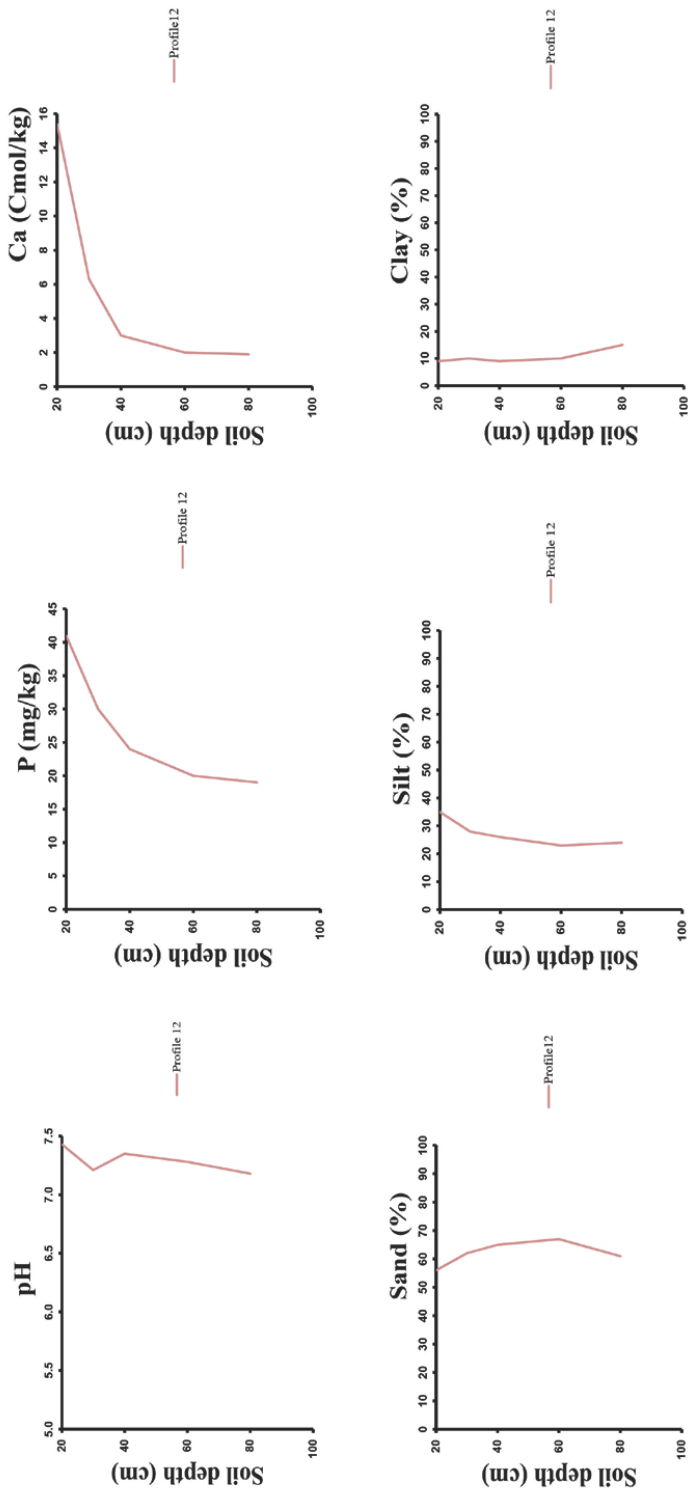 pH
5.0 5.5 6.0 6.5 7.0 7.5
Soil depth (cm)
20
40
60
80
100
Profile 12
P (mg/kg)
0 5 10 15 20 25 30 35 40 45
Soil depth (cm)
20
40
60
80
100
Profile 12
Ca (Cmol/kg)
0 2 4 6 8 10 12 14 16
Soil depth (cm)
20
40
60
80
100
Profile12
Sand (%)
0 10 20 30 40 50 60 70 80 90 100
Soil depth (cm)
20
40
60
80
100
Profile12
Silt (%)
0 10 20 30 40 50 60 70 80 90 100
Soil depth (cm)
20
40
60
80
100
Profile 12
Clay (%)
0 10 20 30 40 50 60 70 80 90 100
Soil depth (cm)
20
40
60
80
100
Profile 12